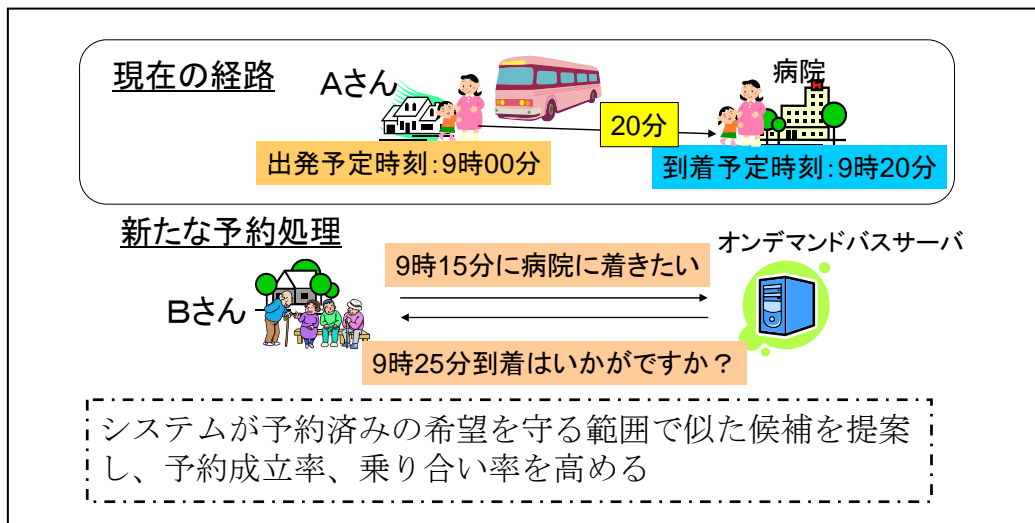 現在の経路
Aさん
病院
20分
出発予定時刻:9時00分
到着予定時刻:9時20分
新たな予約処理
オンデマンドバスサーバ
9時15分に病院に着きたい
Bさん
9時25分到着はいかがですか?
システムが予約済みの希望を守る範囲で似た候補を提案
し、予約成立率、乗り合い率を高める